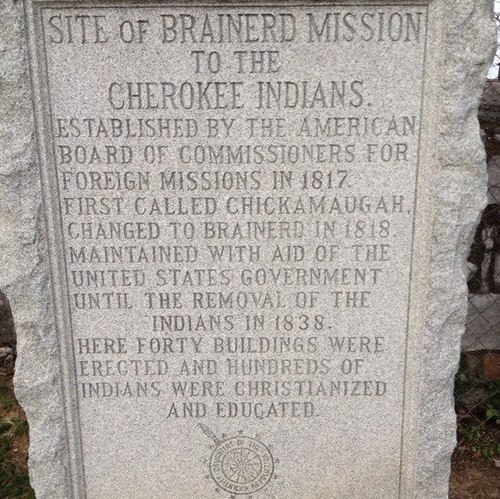 SITE OF BRAINERD MISSION
TO THE
CHEROKEE INDIANS.
ESTABLISHED BY THE AMERICAN
BOARD OF COMMISSIONERS FOR
FOREIGN MISSIONS IN 1817.
FIRST CALLED CHICKAMAUGAH,
CHANGED TO BRAINERD IN 1818.
MAINTAINED WITH AID OF THE
UNITED STATES GOVERNMENT
UNTIL THE REMOVAL OF THE
INDIANS IN 1838.
HERE FORTY BUILDINGS WERE
ERECTED AND HUNDREDS OF
INDIANS WERE CHRISTIANIZED
AND EDUCATED.